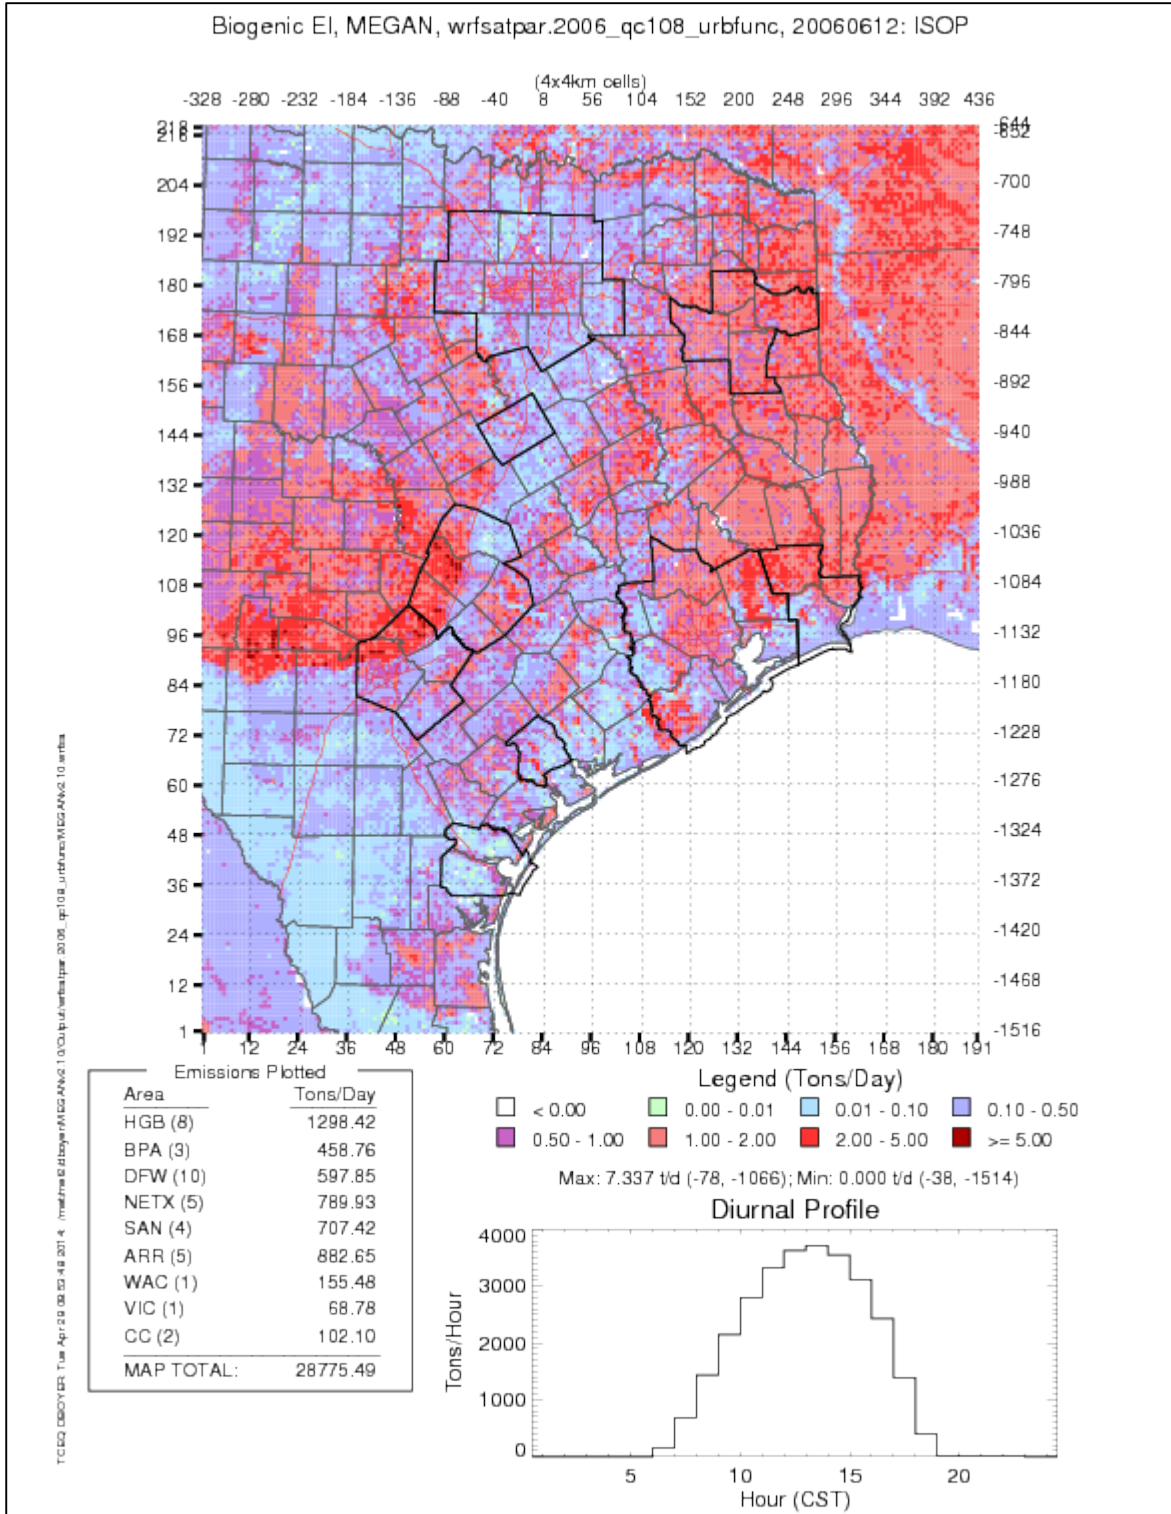 Biogenic EI, MEGAN, wrfsatpar.2006_qc108_urbfunc, 20060612: ISOP
(4x4km cells)
-328 -280 -232 -184 -136 -88 -40 8 56 104 152 200 248 296 344 392 436
218 -644
216 -652
204 -700
192 -748
180 -796
168 -844
156 -892
144 -940
132 -988
120 -1036
108 -1084
96 -1132
84 -1180
72 -1228
60 -1276
48 -1324
36 -1372
24 -1420
12 -1468
1 -1516
1 12 24 36 48 60 72 84 96 108 120 132 144 156 168 180 191
Emissions Plotted
Area Tons/Day
HGB (8) 1298.42
BPA (3) 458.76
DFW (10) 597.85
NETX (5) 789.93
SAN (4) 707.42
ARR (5) 882.65
WAC (1) 155.48
VIC (1) 68.78
CC (2) 102.10
MAP TOTAL: 28775.49
Legend (Tons/Day)
< 0.00 0.00 - 0.01 0.01 - 0.10 0.10 - 0.50
0.50 - 1.00 1.00 - 2.00 2.00 - 5.00 >= 5.00
Max: 7.337 t/d (-78, -1066); Min: 0.000 t/d (-38, -1514)
Diurnal Profile
4000
3000
2000
1000
0
Tons/Hour
5 10 15 20
Hour (CST)